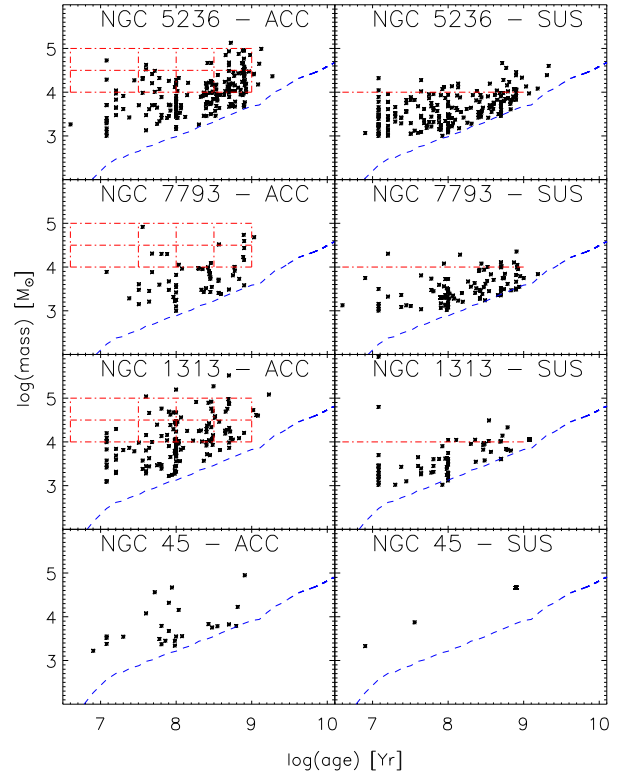 NGC 5236 – ACC
NGC 5236 – SUS
5
4
3
NGC 7793 – ACC
NGC 7793 – SUS
5
4
3
log(mass) [M☉]
NGC 1313 – ACC
NGC 1313 – SUS
5
4
3
NGC 45 – ACC
NGC 45 – SUS
5
4
3
7 8 9 10 7 8 9 10
log(age) [Yr]